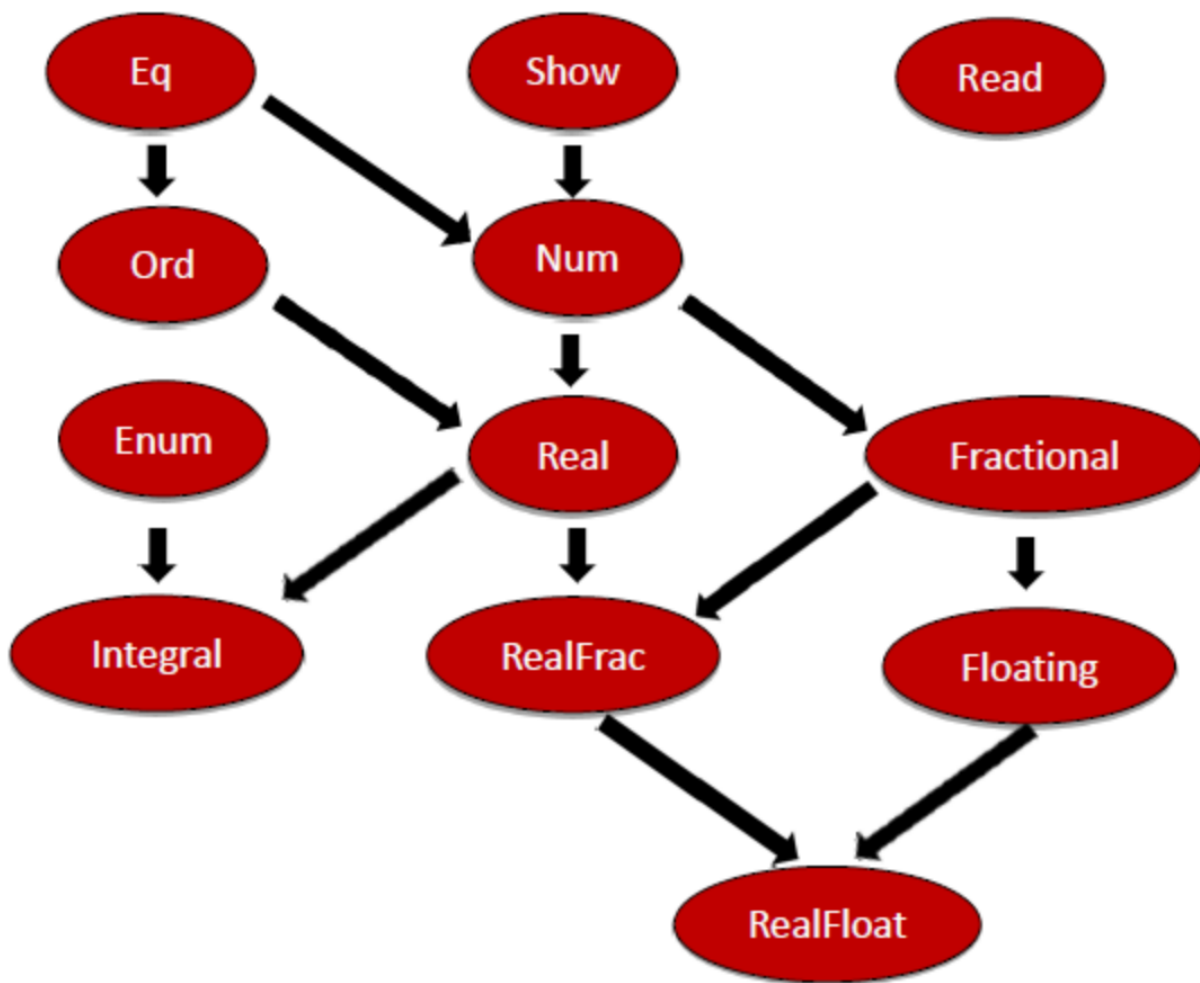 Eq
Show
Read
Ord
Num
Enum
Real
Fractional
Integral
RealFrac
Floating
RealFloat